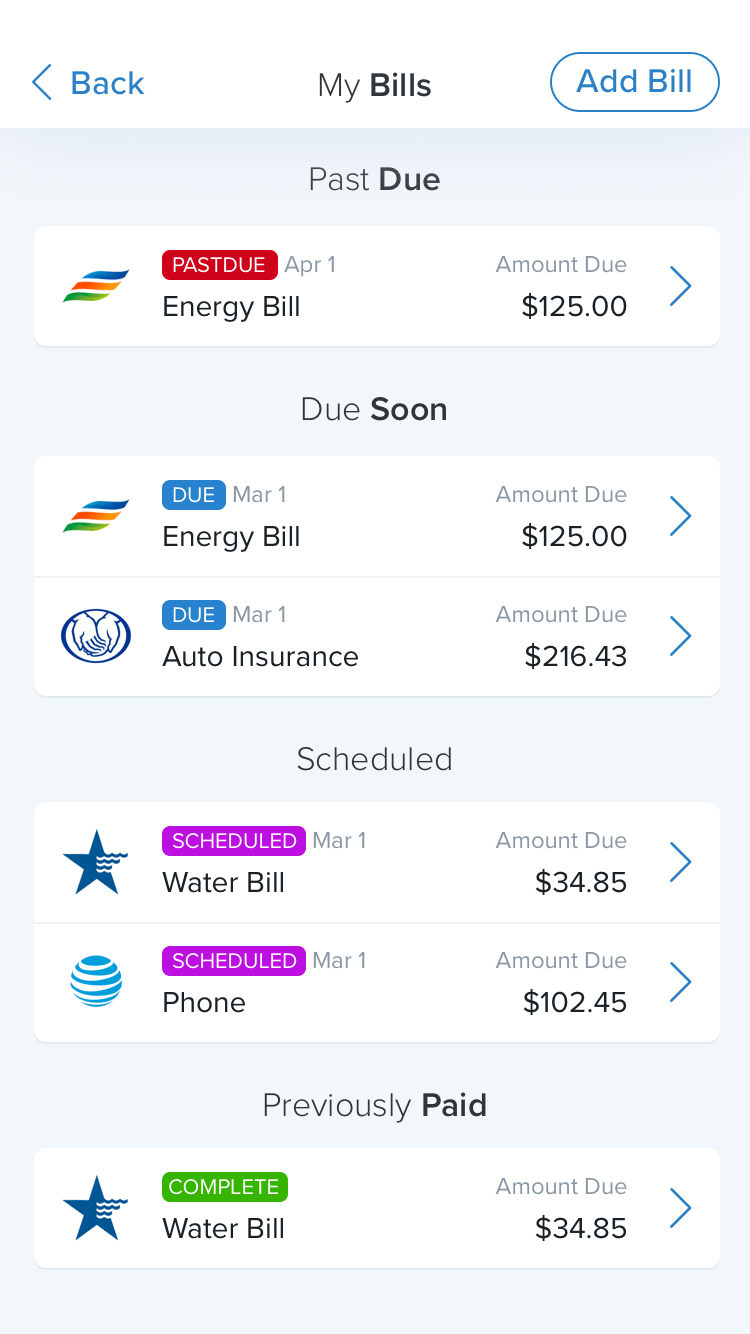 Back My Bills Add Bill
Past Due
PASTDUE Apr 1 Amount Due
Energy Bill $125.00
Due Soon
DUE Mar 1 Amount Due
Energy Bill $125.00
DUE Mar 1 Amount Due
Auto Insurance $216.43
Scheduled
SCHEDULED Mar 1 Amount Due
Water Bill $34.85
SCHEDULED Mar 1 Amount Due
Phone $102.45
Previously Paid
COMPLETE Amount Due
Water Bill $34.85